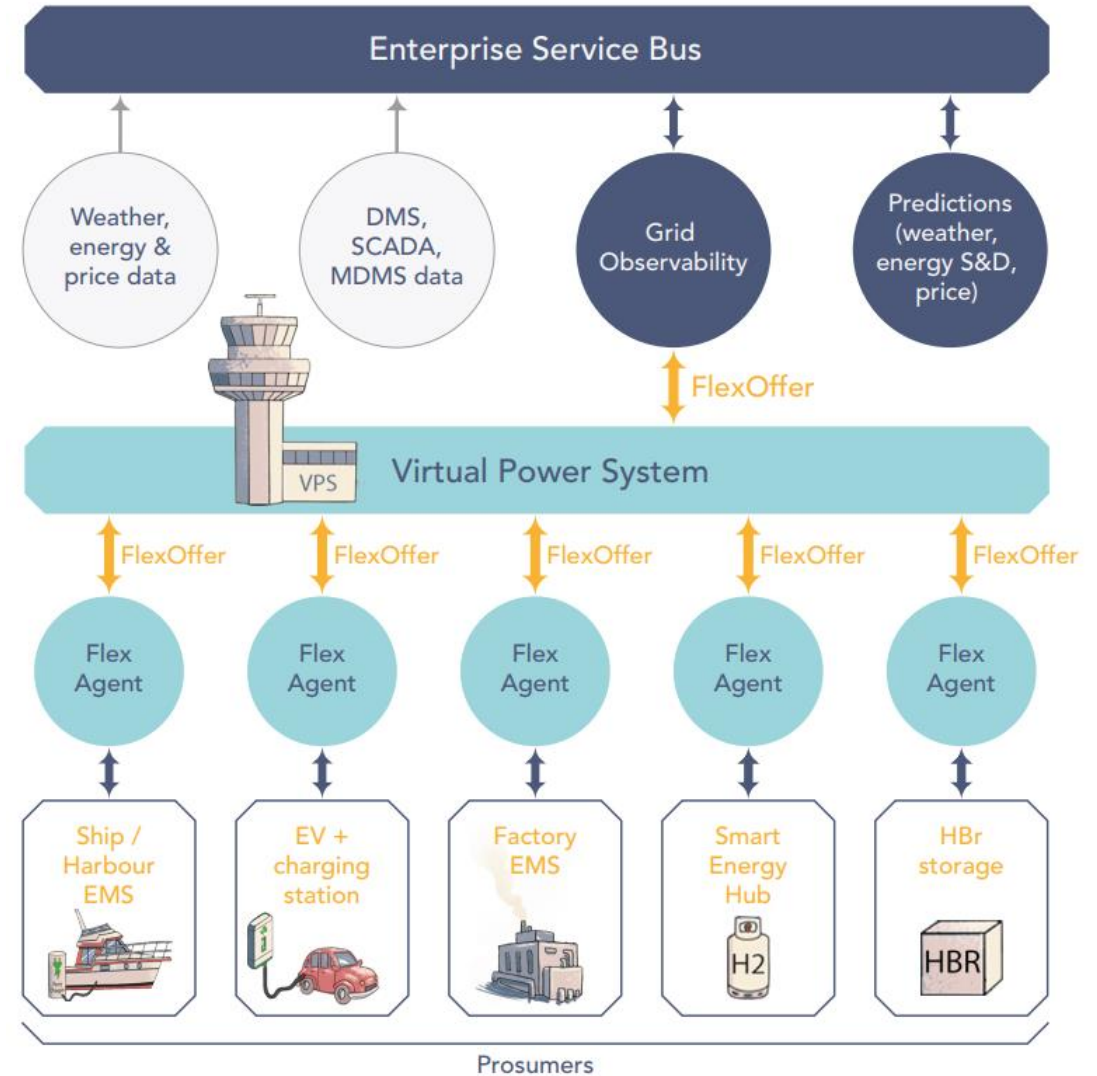 Enterprise Service Bus
Weather,
energy &
price data
DMS,
SCADA,
MDMS data
Grid
Observability
Predictions
(weather,
energy S&D,
price)
FlexOffer
VPS
Virtual Power System
FlexOffer
FlexOffer
FlexOffer
FlexOffer
FlexOffer
Flex
Agent
Flex
Agent
Flex
Agent
Flex
Agent
Flex
Agent
Ship /
Harbour
EMS
EV +
charging
station
Factory
EMS
Smart
Energy
Hub
H2
HBr
storage
HBR
Prosumers